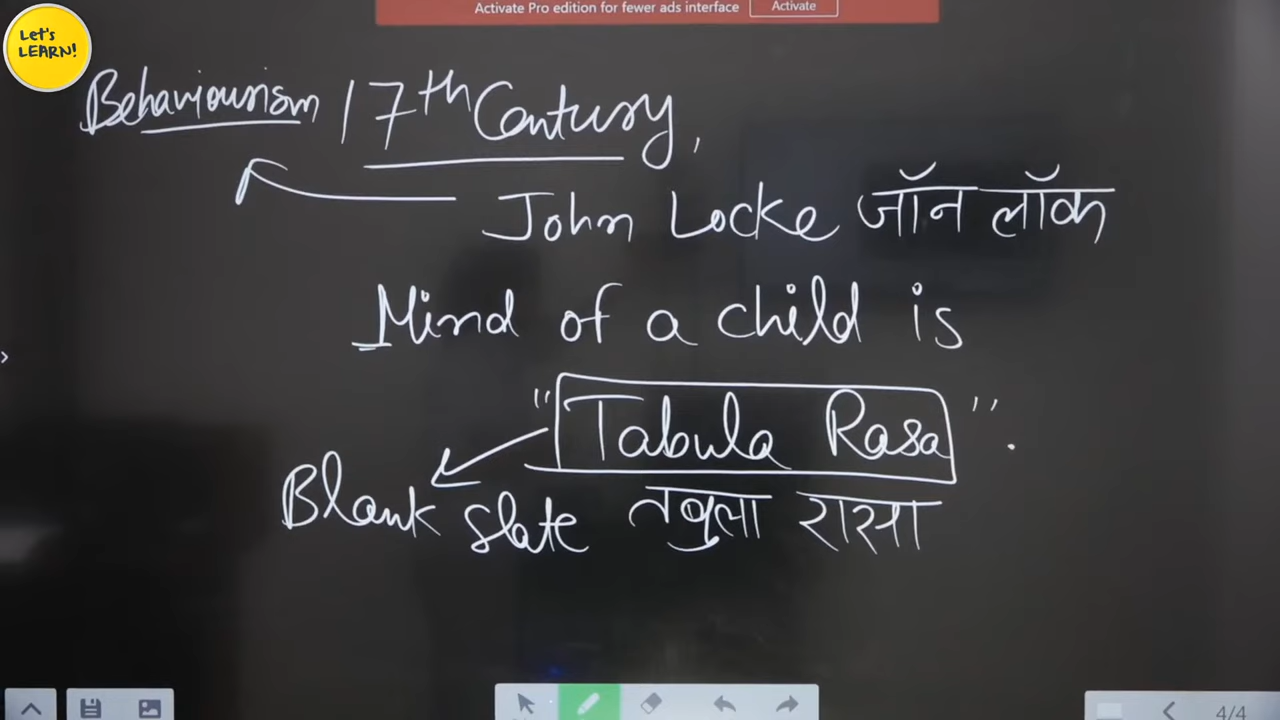 Activate Pro edition for fewer ads interface Activate
Let's
LEARN!
Behaviourism 17th Century,
John Locke जॉन लॉक
Mind of a child is
"Tabula Rasa".
Blank slate तबुला रासा
4/4